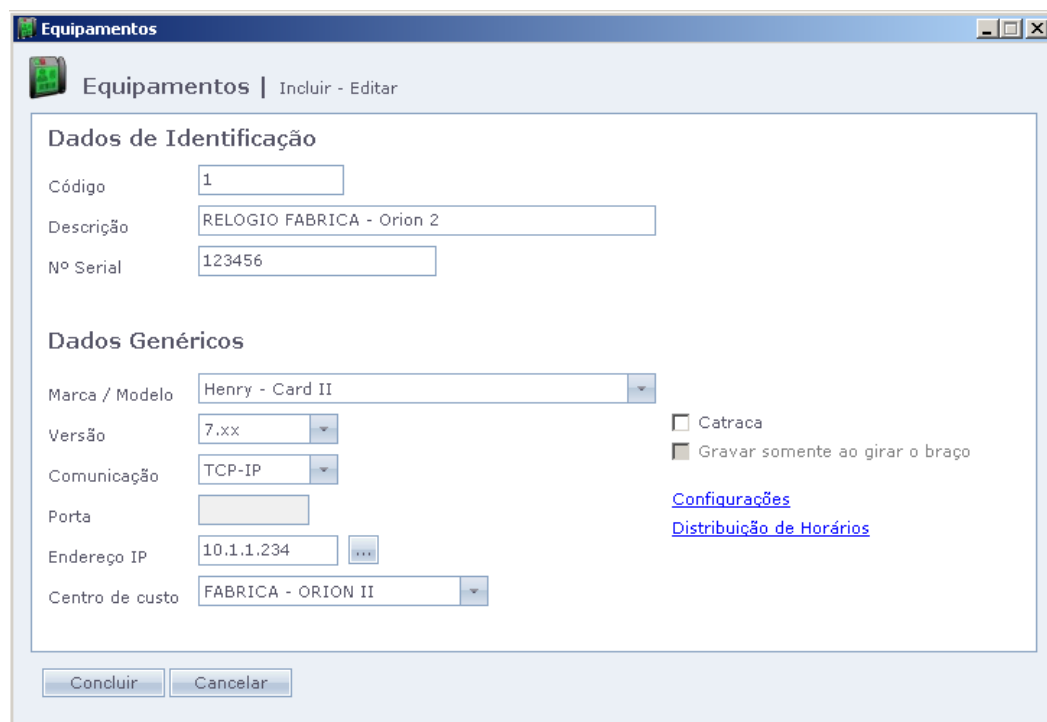 Equipamentos
Equipamentos | Incluir - Editar
Dados de Identificação
Código 1
Descrição RELOGIO FABRICA - Orion 2
Nº Serial 123456
Dados Genéricos
Marca / Modelo Henry - Card II
Versão 7.xx
Catraca
Comunicação TCP-IP
Gravar somente ao girar o braço
Porta
Configurações
Distribuição de Horários
Endereço IP 10.1.1.234 ...
Centro de custo FABRICA - ORION II
Concluir Cancelar